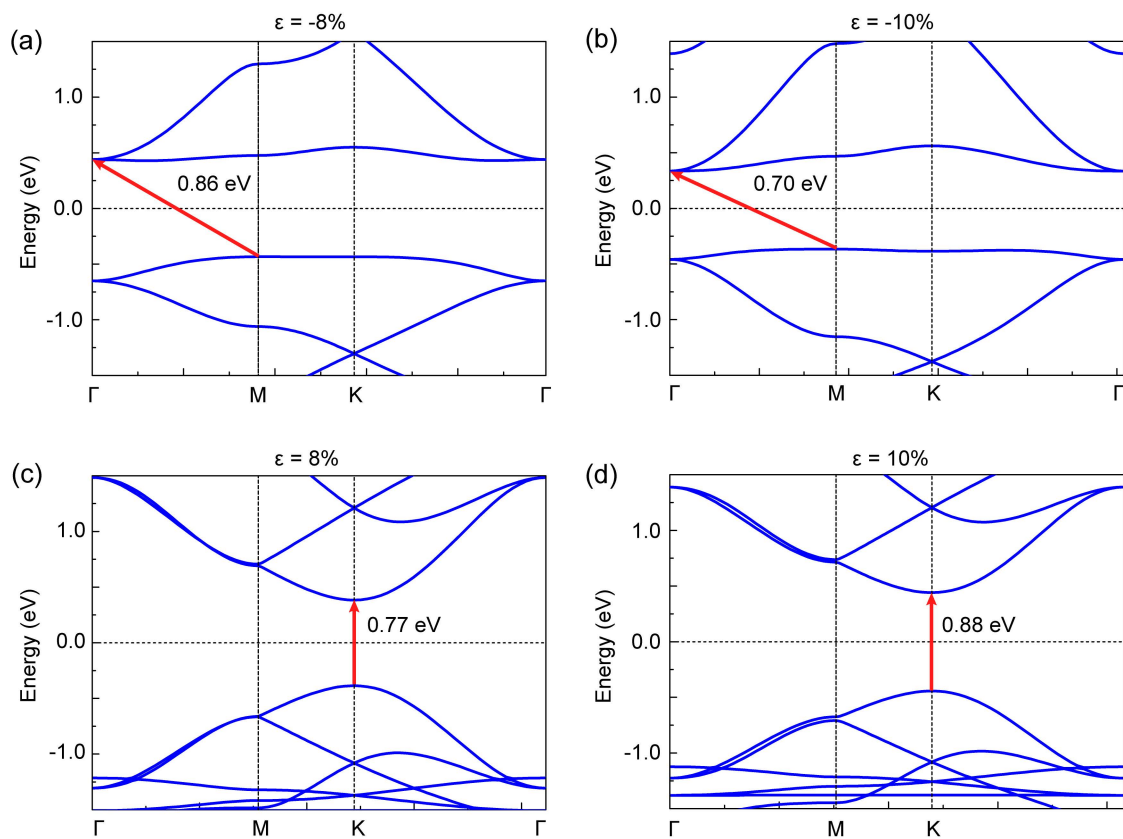 (a)
ε = -8%
1.0
0.0
-1.0
Energy (eV)
0.86 eV
Γ M K Γ
(b)
ε = -10%
1.0
0.0
-1.0
Energy (eV)
0.70 eV
Γ M K Γ
(c)
ε = 8%
1.0
0.0
-1.0
Energy (eV)
0.77 eV
Γ M K Γ
(d)
ε = 10%
1.0
0.0
-1.0
Energy (eV)
0.88 eV
Γ M K Γ